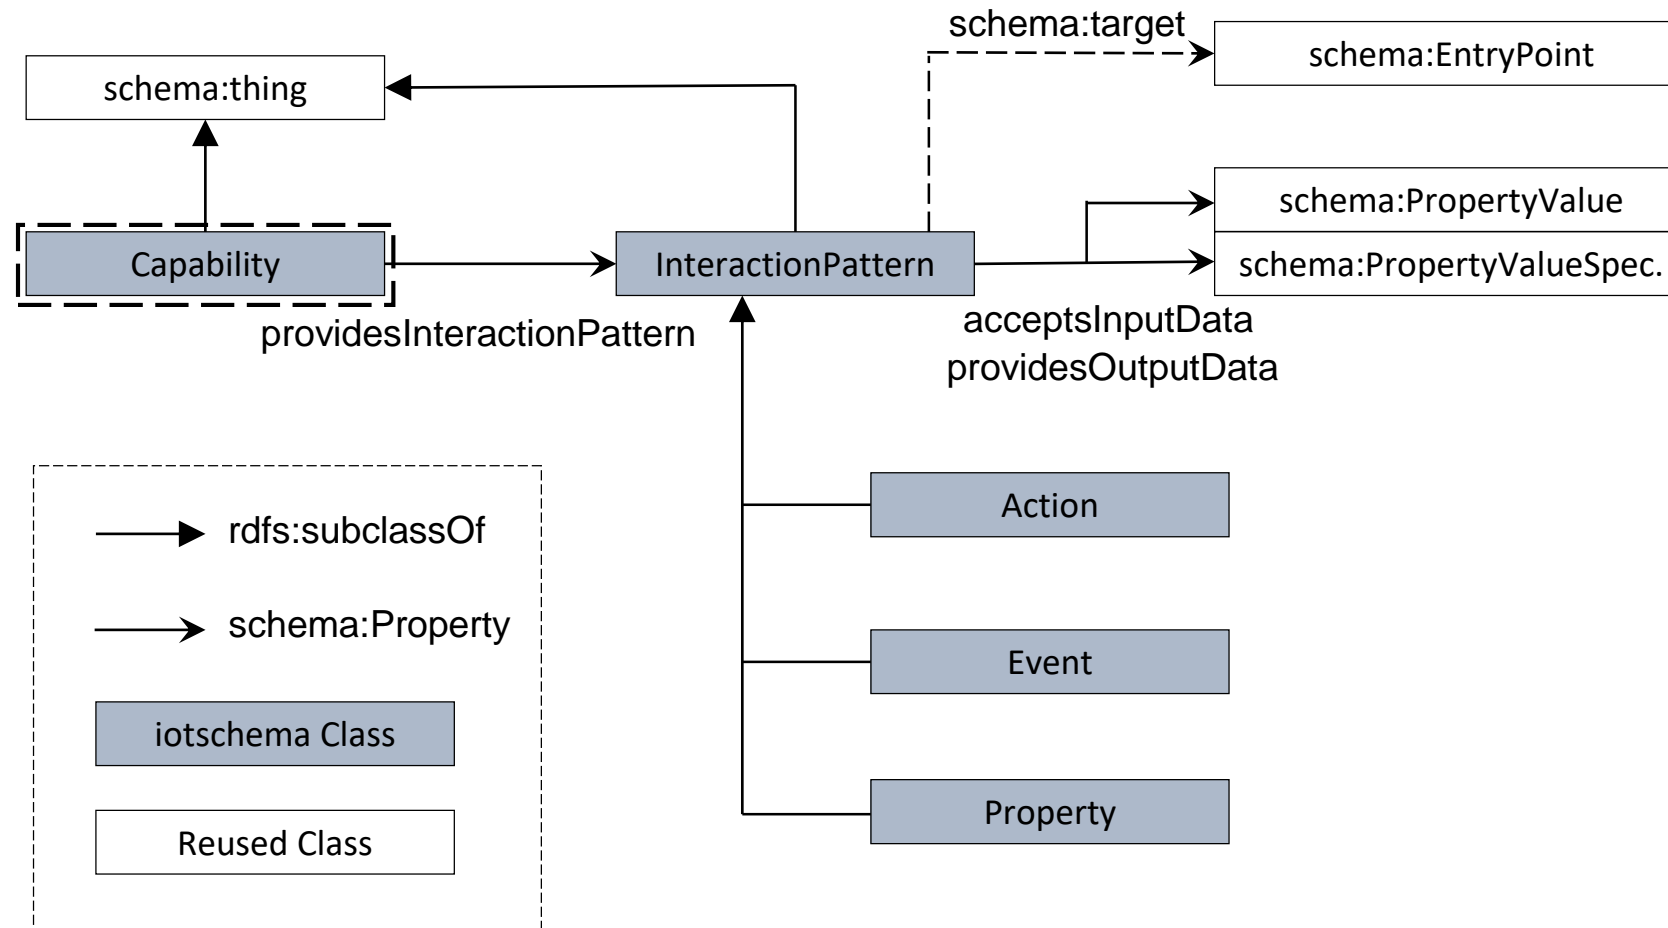 schema:target
schema:EntryPoint
schema:thing
schema:PropertyValue
Capability
InteractionPattern
schema:PropertyValueSpec.
providesInteractionPattern
acceptsInputData
providesOutputData
Action
rdfs:subclassOf
schema:Property
Event
iotschema Class
Property
Reused Class